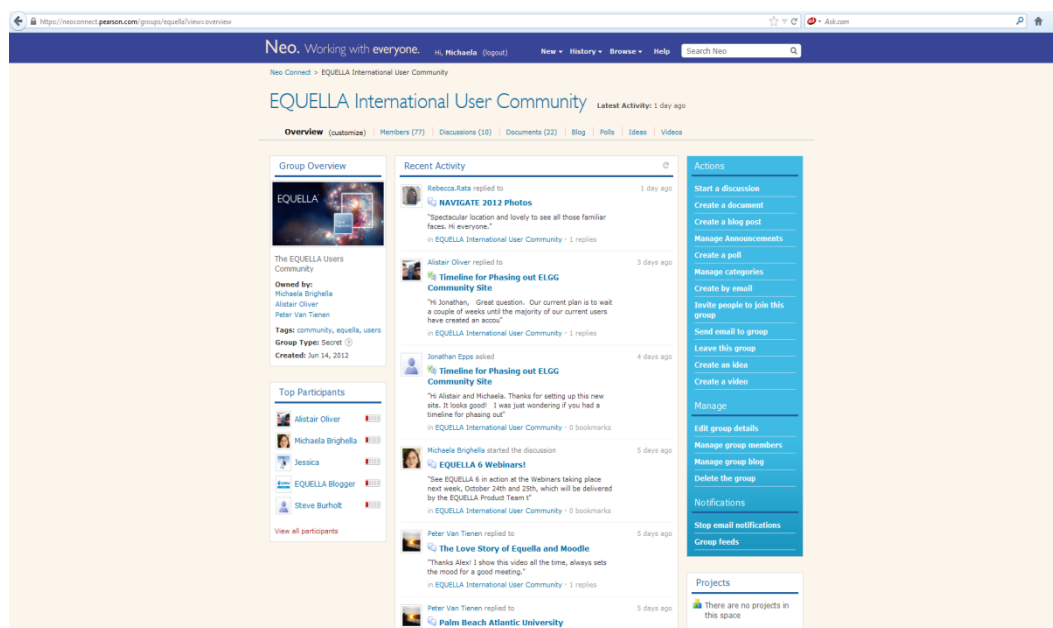 https://neoconnect.pearson.com/groups/equella?view=overview
Ask.com
Neo. Working with everyone.
Hi, Michaela (logout)
New History Browse Help
Search Neo
Neo Connect > EQUELLA International User Community
EQUELLA International User Community Latest Activity: 1 day ago
Overview (customize) Members (77) Discussions (10) Documents (22) Blog Polls Ideas Videos
Group Overview
EQUELLA
The EQUELLA Users
Community
Owned by:
Michaela Brighella
Alistair Oliver
Peter Van Tienen
Tags: community, equella, users
Group Type: Secret
Created: Jun 14, 2012
Top Participants
Alistair Oliver
Michaela Brighella
Jessica
EQUELLA Blogger
Steve Burholt
View all participants
Recent Activity
Rebecca.Rata replied to 1 day ago
NAVIGATE 2012 Photos
"Spectacular location and lovely to see all those familiar
faces. Hi everyone."
in EQUELLA International User Community · 1 replies
Alistair Oliver replied to 3 days ago
Timeline for Phasing out ELGG
Community Site
"Hi Jonathan, Great question. Our current plan is to wait
a couple of weeks until the majority of our current users
have created an accou"
in EQUELLA International User Community · 1 replies
Jonathan Epps asked 4 days ago
Timeline for Phasing out ELGG
Community Site
"Hi Alistair and Michaela. Thanks for setting up this new
site. It looks good! I was just wondering if you had a
timeline for phasing out"
in EQUELLA International User Community · 0 bookmarks
Michaela Brighella started the discussion 5 days ago
EQUELLA 6 Webinars!
"See EQUELLA 6 in action at the Webinars taking place
next week, October 24th and 25th, which will be delivered
by the EQUELLA Product Team t"
in EQUELLA International User Community · 0 bookmarks
Peter Van Tienen replied to 5 days ago
The Love Story of Equella and Moodle
"Thanks Alex! I show this video all the time, always sets
the mood for a good meeting."
in EQUELLA International User Community · 1 replies
Peter Van Tienen replied to 5 days ago
Palm Beach Atlantic University
Actions
Start a discussion
Create a document
Create a blog post
Manage Announcements
Create a poll
Manage categories
Create by email
Invite people to join this
group
Send email to group
Leave this group
Create an idea
Create a video
Manage
Edit group details
Manage group members
Manage group blog
Delete the group
Notifications
Stop email notifications
Group feeds
Projects
There are no projects in
this space